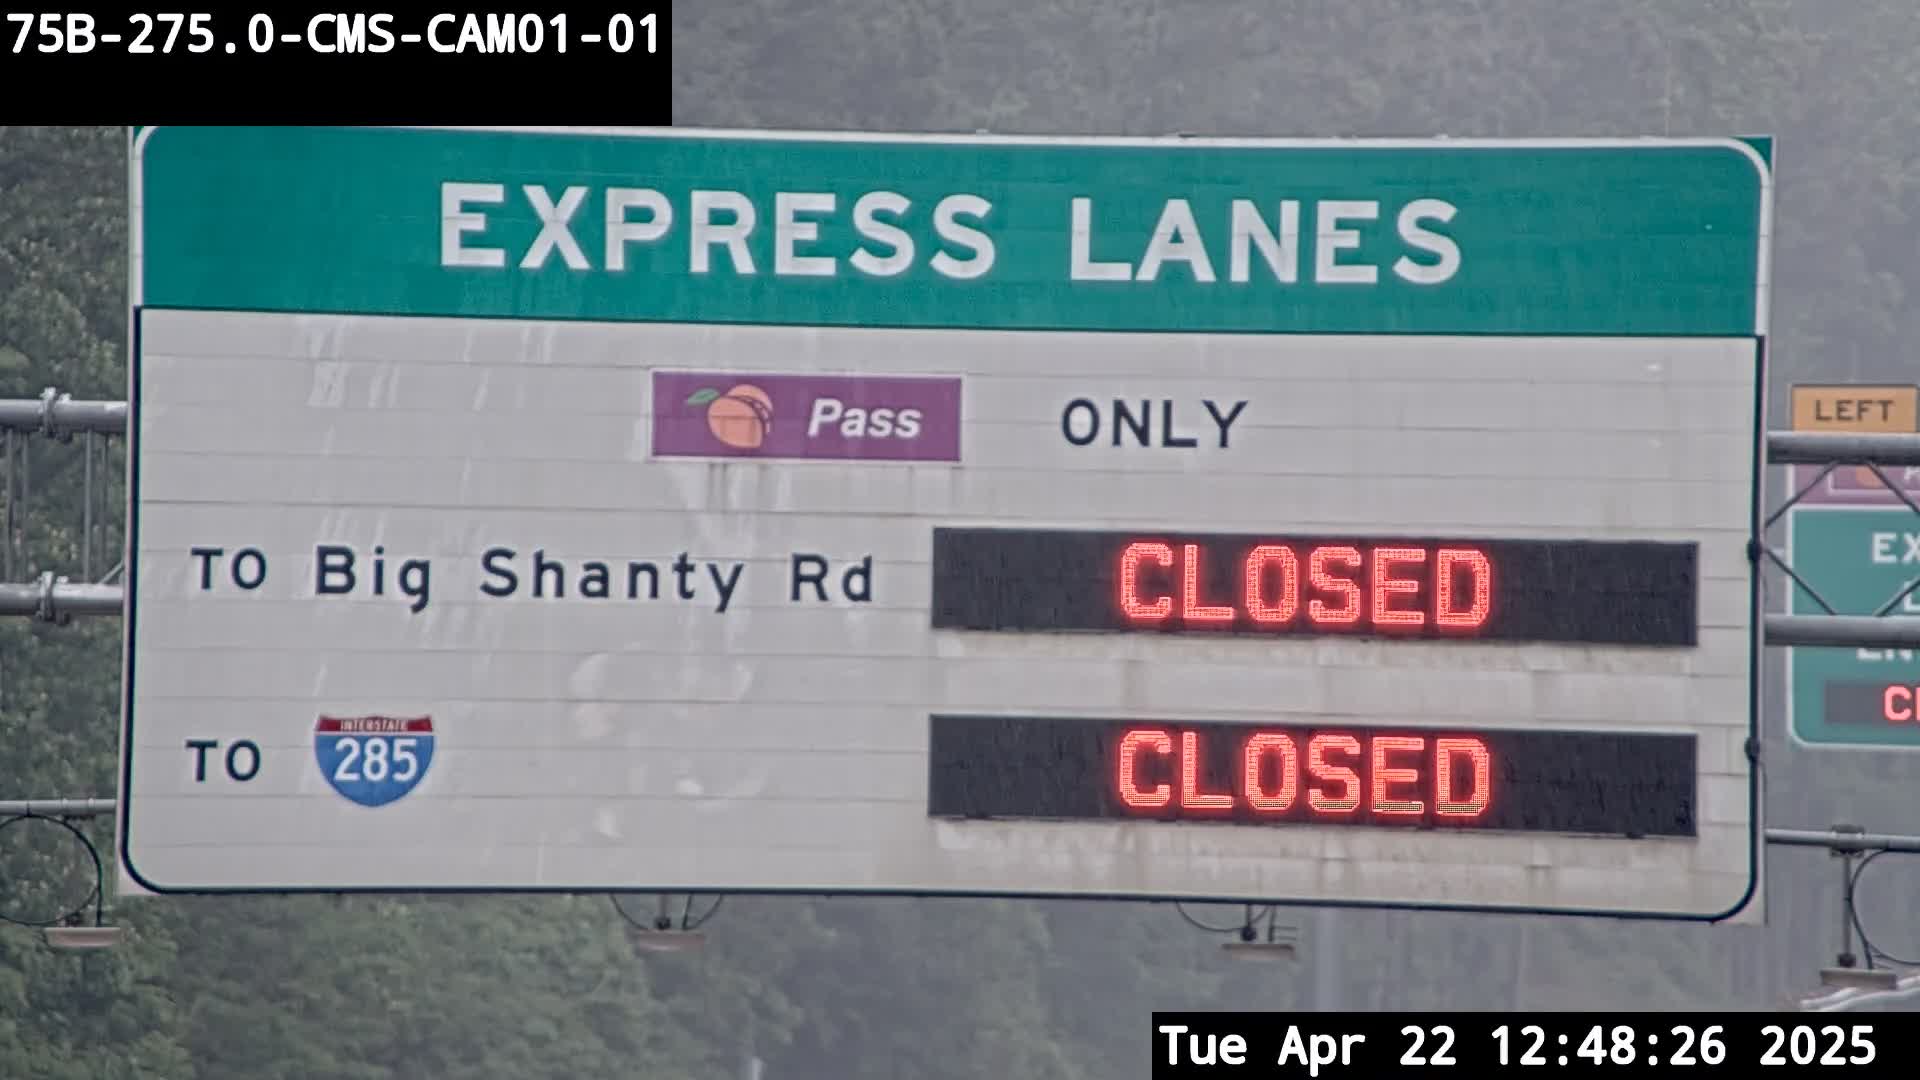 75B-275.0-CMS-CAM01-01
EXPRESS LANES
Pass ONLY
TO Big Shanty Rd CLOSED
TO INTERSTATE 285 CLOSED
LEFT
Tue Apr 22 12:48:26 2025